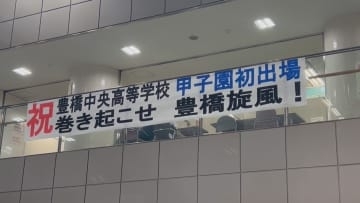 祝 豊橋中央高等学校 甲子園初出場
巻き起こせ 豊橋旋風！